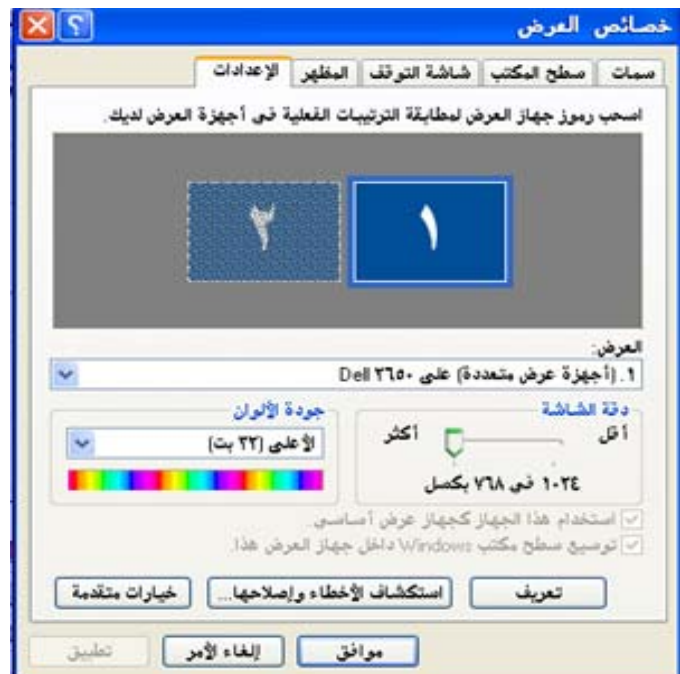 خصائص العرض
سمات سطح المكتب شاشة التوقف المظهر الإعدادات
اسحب رموز جهاز العرض لمطابقة الترتيبات الفعلية في أجهزة العرض لديك.
١ ٢
العرض:
١. (أجهزة عرض متعددة) على Dell ٢٦٥٠
دقة الشاشة جودة الألوان
أقل أكثر الأعلى (٣٢ بت)
١٠٢٤ في ٧٦٨ بكسل
استخدام هذا الجهاز كجهاز عرض أساسي.
توسيع سطح مكتب Windows داخل جهاز العرض هذا.
تعريف استكشاف الأخطاء وإصلاحها... خيارات متقدمة
موافق إلغاء الأمر تطبيق